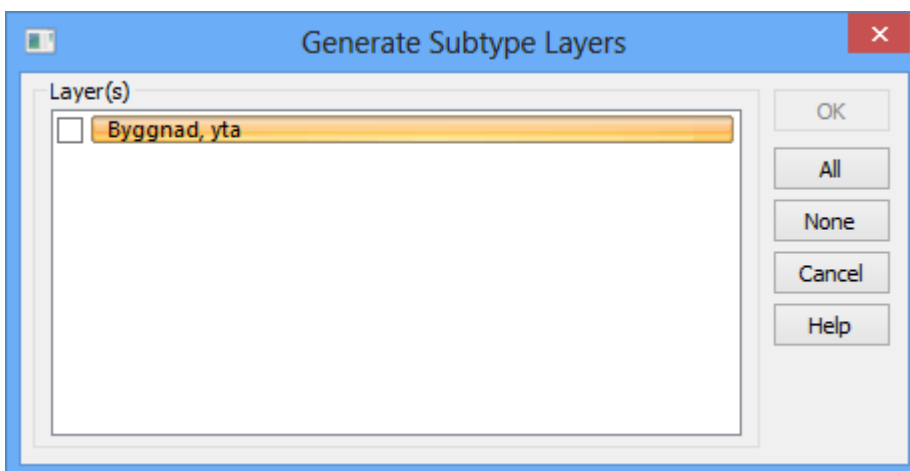 Generate Subtype Layers
Layer(s)
Byggnad, yta
OK
All
None
Cancel
Help